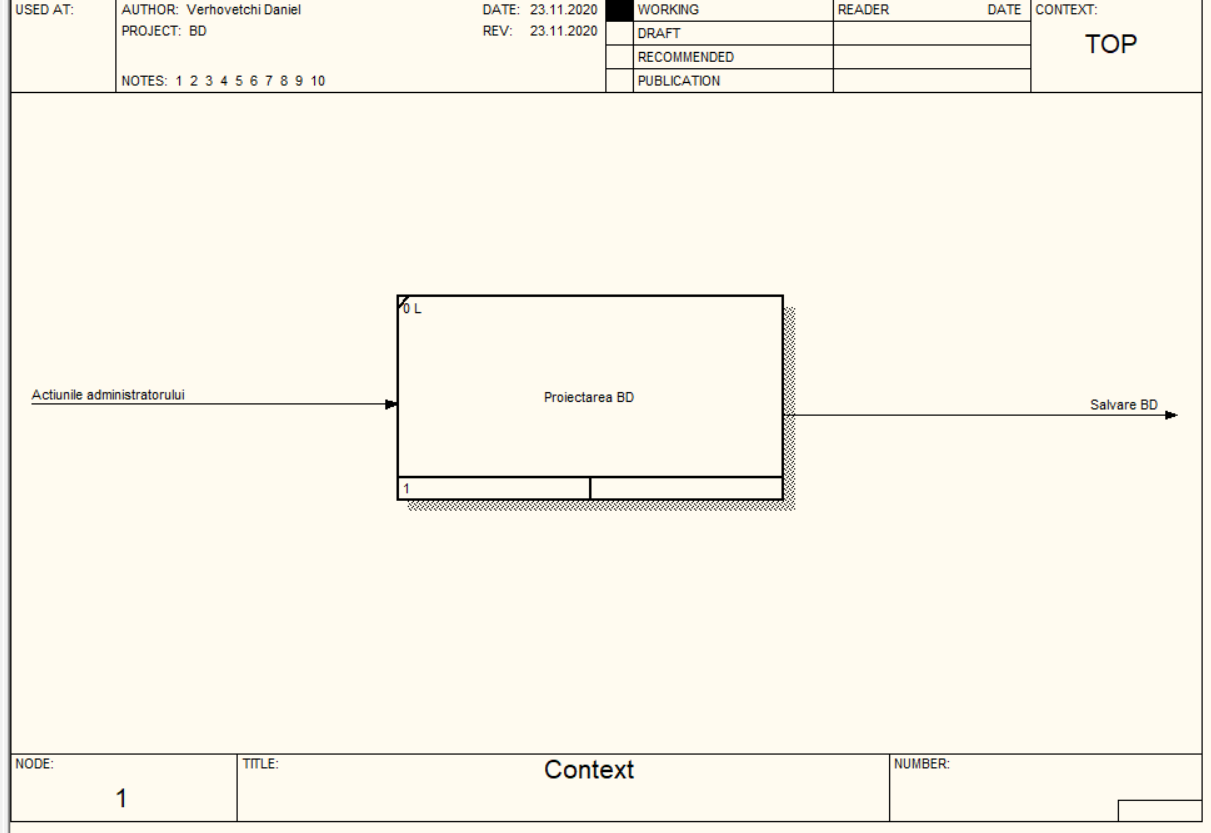 USED AT:
AUTHOR: Verhovetchi Daniel
DATE: 23.11.2020
PROJECT: BD
REV: 23.11.2020
NOTES: 1 2 3 4 5 6 7 8 9 10
WORKING
DRAFT
RECOMMENDED
PUBLICATION
READER DATE
CONTEXT:
TOP
0 L
Actiunile administratorului
Proiectarea BD
Salvare BD
1
NODE:
1
TITLE:
Context
NUMBER: